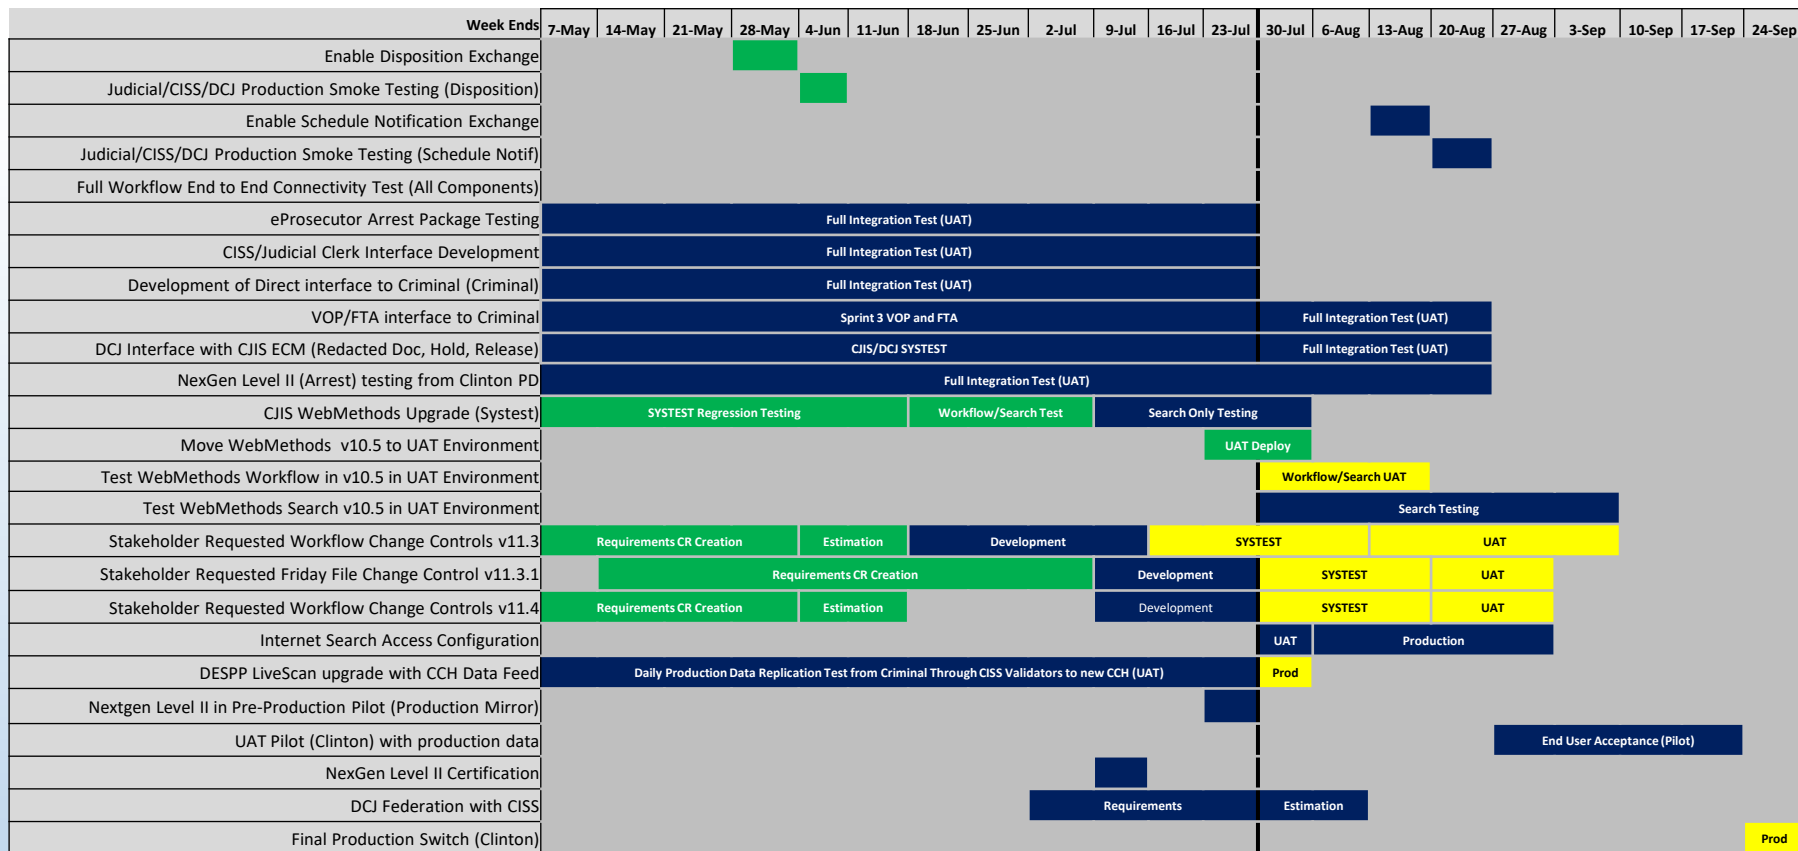 Week Ends 7-May 14-May 21-May 28-May 4-Jun 11-Jun 18-Jun 25-Jun 2-Jul 9-Jul 16-Jul 23-Jul 30-Jul 6-Aug 13-Aug 20-Aug 27-Aug 3-Sep 10-Sep 17-Sep 24-Sep
Enable Disposition Exchange
Judicial/CISS/DCJ Production Smoke Testing (Disposition)
Enable Schedule Notification Exchange
Judicial/CISS/DCJ Production Smoke Testing (Schedule Notif)
Full Workflow End to End Connectivity Test (All Components)
eProsecutor Arrest Package Testing Full Integration Test (UAT)
CISS/Judicial Clerk Interface Development Full Integration Test (UAT)
Development of Direct interface to Criminal (Criminal) Full Integration Test (UAT)
VOP/FTA interface to Criminal Sprint 3 VOP and FTA Full Integration Test (UAT)
DCJ Interface with CJIS ECM (Redacted Doc, Hold, Release) CJIS/DCJ SYSTEST Full Integration Test (UAT)
NexGen Level II (Arrest) testing from Clinton PD Full Integration Test (UAT)
CJIS WebMethods Upgrade (Systest) SYSTEST Regression Testing Workflow/Search Test Search Only Testing
Move WebMethods v10.5 to UAT Environment UAT Deploy
Test WebMethods Workflow in v10.5 in UAT Environment Workflow/Search UAT
Test WebMethods Search v10.5 in UAT Environment Search Testing
Stakeholder Requested Workflow Change Controls v11.3 Requirements CR Creation Estimation Development SYSTEST UAT
Stakeholder Requested Friday File Change Control v11.3.1 Requirements CR Creation Development SYSTEST UAT
Stakeholder Requested Workflow Change Controls v11.4 Requirements CR Creation Estimation Development SYSTEST UAT
Internet Search Access Configuration UAT Production
DESPP LiveScan upgrade with CCH Data Feed Daily Production Data Replication Test from Criminal Through CISS Validators to new CCH (UAT) Prod
Nextgen Level II in Pre-Production Pilot (Production Mirror)
UAT Pilot (Clinton) with production data End User Acceptance (Pilot)
NexGen Level II Certification
DCJ Federation with CISS Requirements Estimation
Final Production Switch (Clinton) Prod